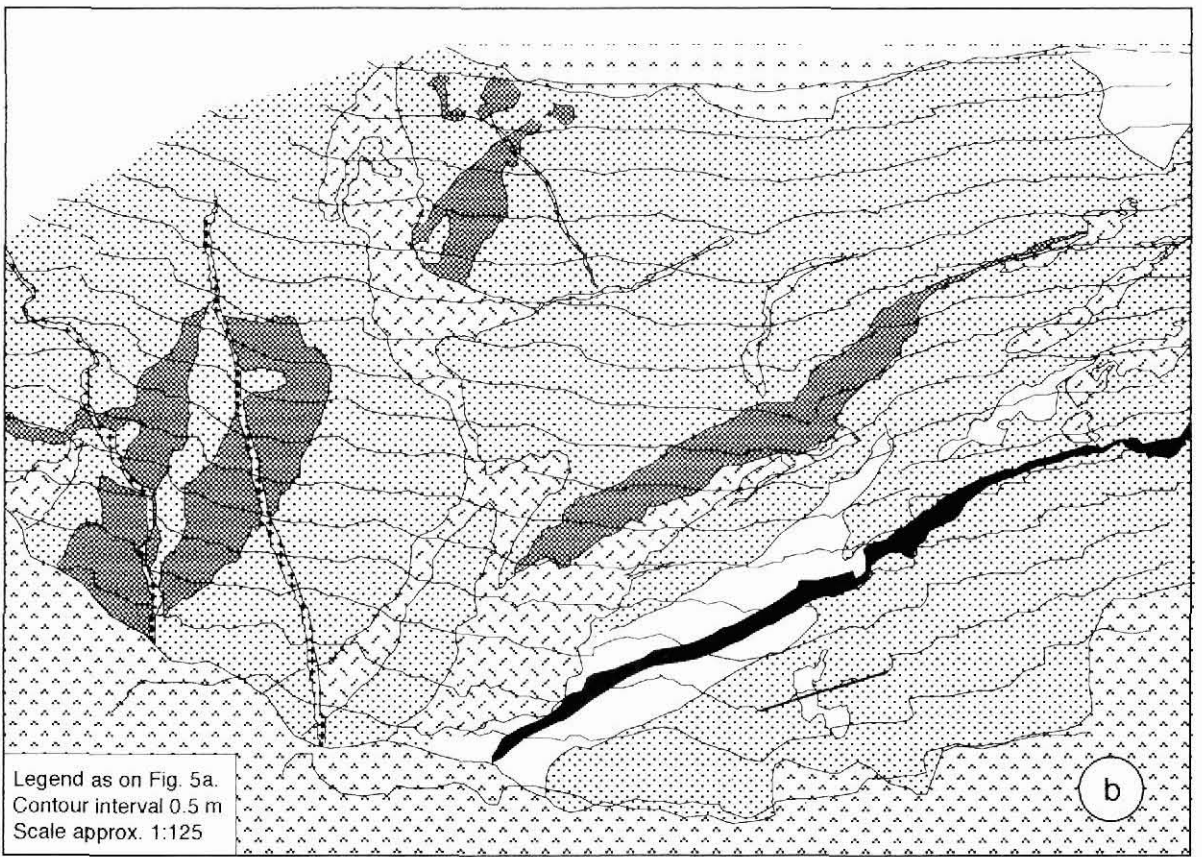 Legend as on Fig. 5a.
Contour interval 0.5 m
Scale approx. 1:125
b